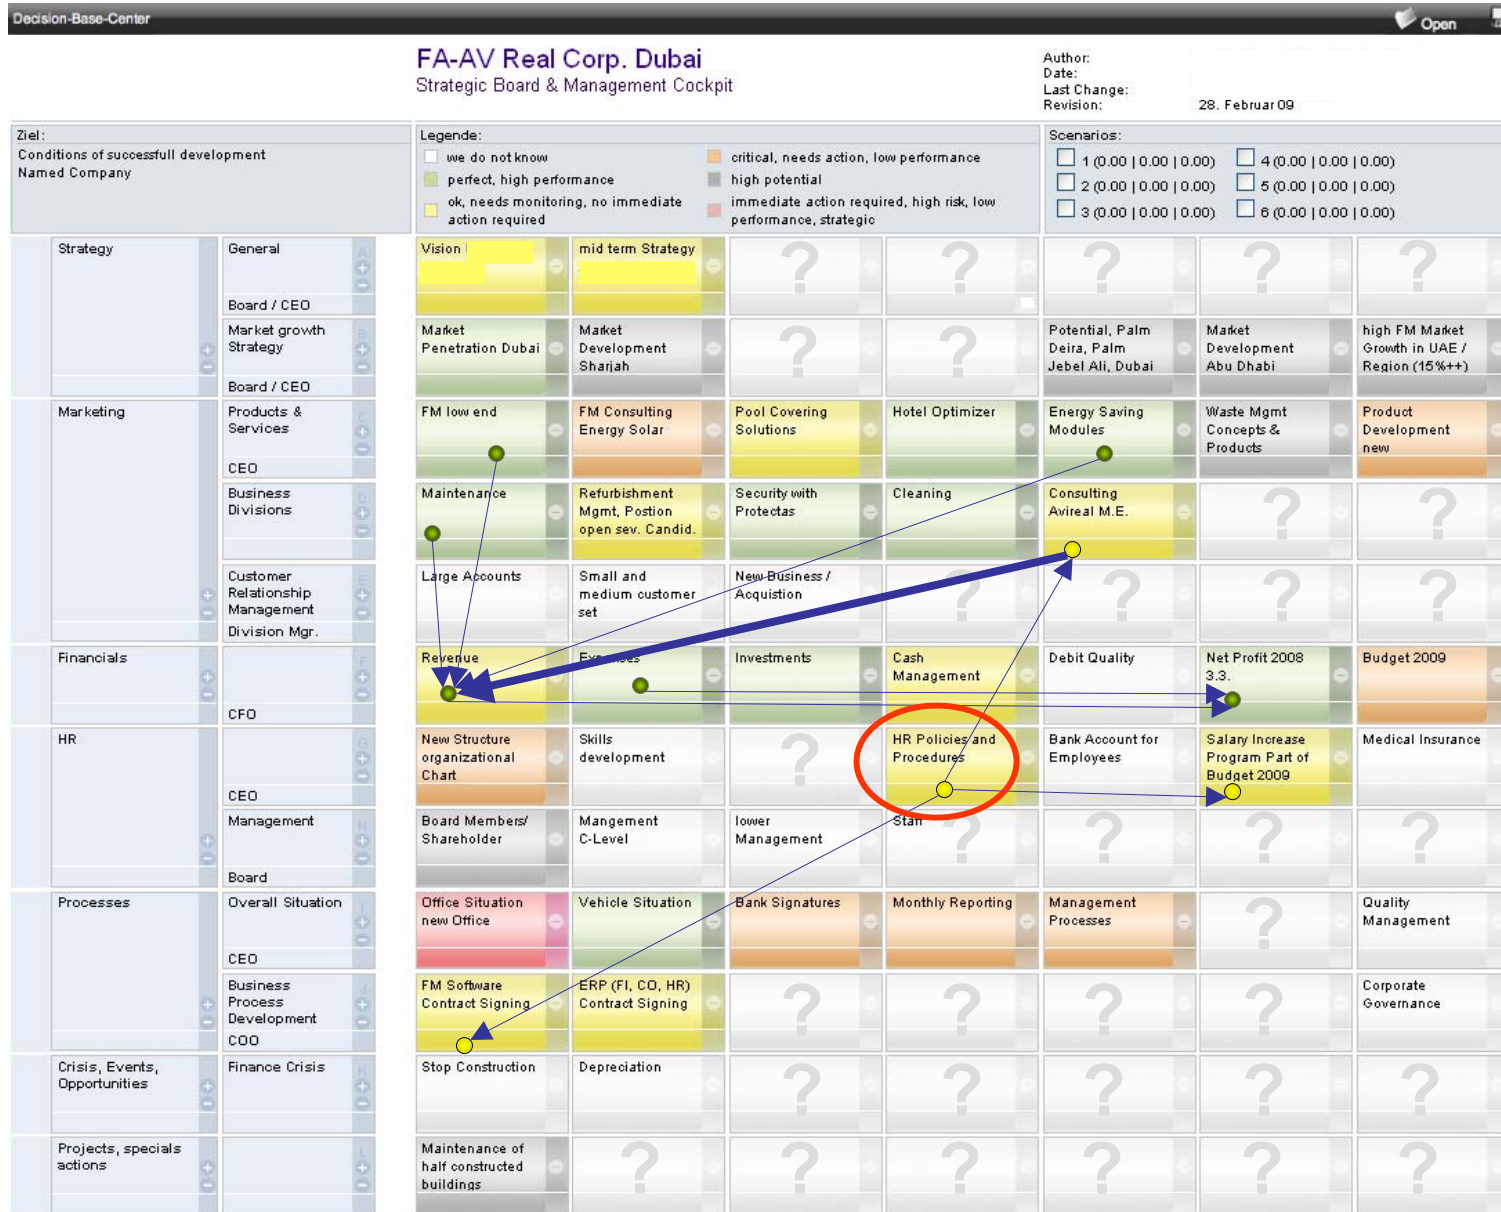 Decision-Base-Center
Open
FA-AV Real Corp. Dubai
Strategic Board & Management Cockpit
Author:
Date:
Last Change:
Revision: 28. Februar 09
Ziel:
Conditions of successfull development
Named Company
Legende:
we do not know
perfect, high performance
ok, needs monitoring, no immediate
action required
critical, needs action, low performance
high potential
immediate action required, high risk, low
performance, strategic
Scenarios:
1 (0.00 | 0.00 | 0.00)
2 (0.00 | 0.00 | 0.00)
3 (0.00 | 0.00 | 0.00)
4 (0.00 | 0.00 | 0.00)
5 (0.00 | 0.00 | 0.00)
6 (0.00 | 0.00 | 0.00)
Strategy
General
Board / CEO
A
Vision
mid term Strategy
?
?
?
?
?
Market growth
Strategy
Board / CEO
B
Market
Penetration Dubai
Market
Development
Sharjah
?
?
Potential, Palm
Deira, Palm
Jebel Ali, Dubai
Market
Development
Abu Dhabi
high FM Market
Growth in UAE /
Region (15%++)
Marketing
Products &
Services
CEO
C
FM low end
FM Consulting
Energy Solar
Pool Covering
Solutions
Hotel Optimizer
Energy Saving
Modules
Waste Mgmt
Concepts &
Products
Product
Development
new
Business
Divisions
D
Maintenance
Refurbishment
Mgmt, Postion
open sev. Candid.
Security with
Protectas
Cleaning
Consulting
Avireal M.E.
?
?
Customer
Relationship
Management
Division Mgr.
E
Large Accounts
Small and
medium customer
set
New Business /
Acquistion
?
?
?
?
Financials
CFO
F
Revenue
Expenses
Investments
Cash
Management
Debit Quality
Net Profit 2008
3.3.
Budget 2009
HR
CEO
G
New Structure
organizational
Chart
Skills
development
?
HR Policies and
Procedures
Bank Account for
Employees
Salary Increase
Program Part of
Budget 2009
Medical Insurance
Management
Board
H
Board Members/
Shareholder
Mangement
C-Level
lower
Management
Staff
?
?
?
?
Processes
Overall Situation
CEO
I
Office Situation
new Office
Vehicle Situation
Bank Signatures
Monthly Reporting
Management
Processes
?
Quality
Management
Business
Process
Development
COO
J
FM Software
Contract Signing
ERP (FI, CO, HR)
Contract Signing
?
?
?
?
Corporate
Governance
Crisis, Events,
Opportunities
Finance Crisis
K
Stop Construction
Depreciation
?
?
?
?
?
Projects, specials
actions
L
Maintenance of
half constructed
buildings
?
?
?
?
?
?